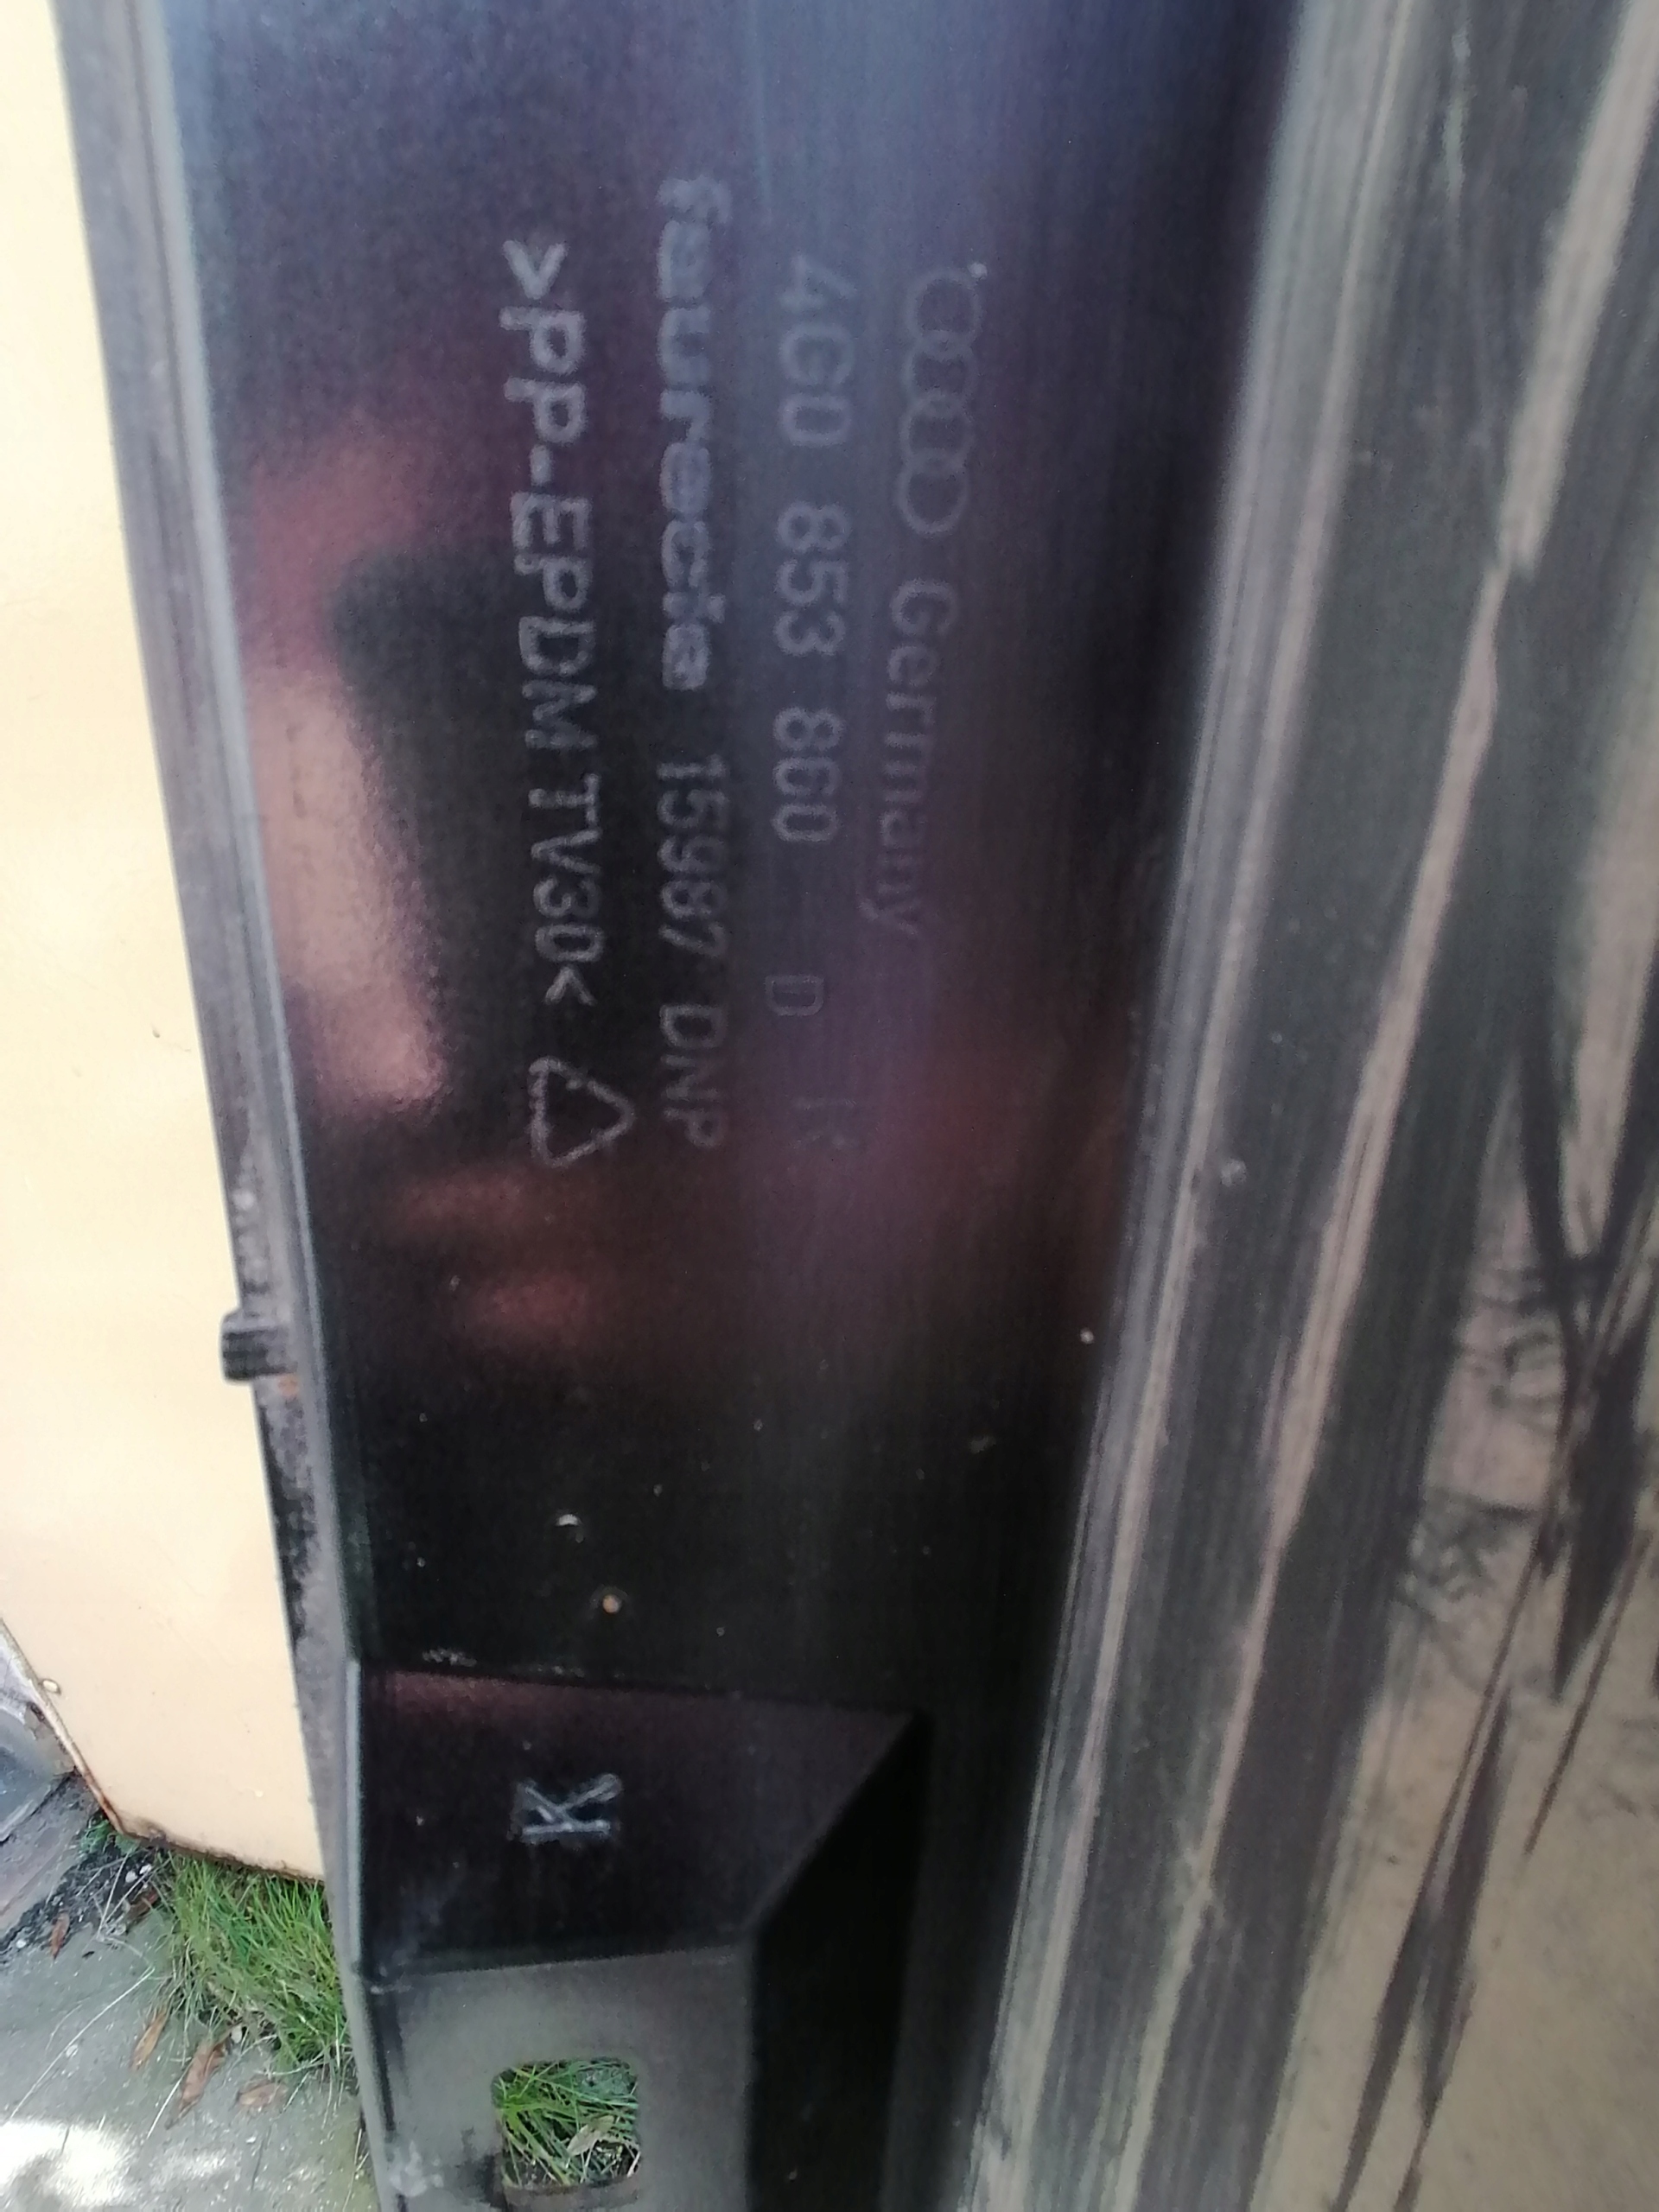 Germany
4G0 853 860 D
faurecia 15987 DNP
>PP-EPDM TV30<
K